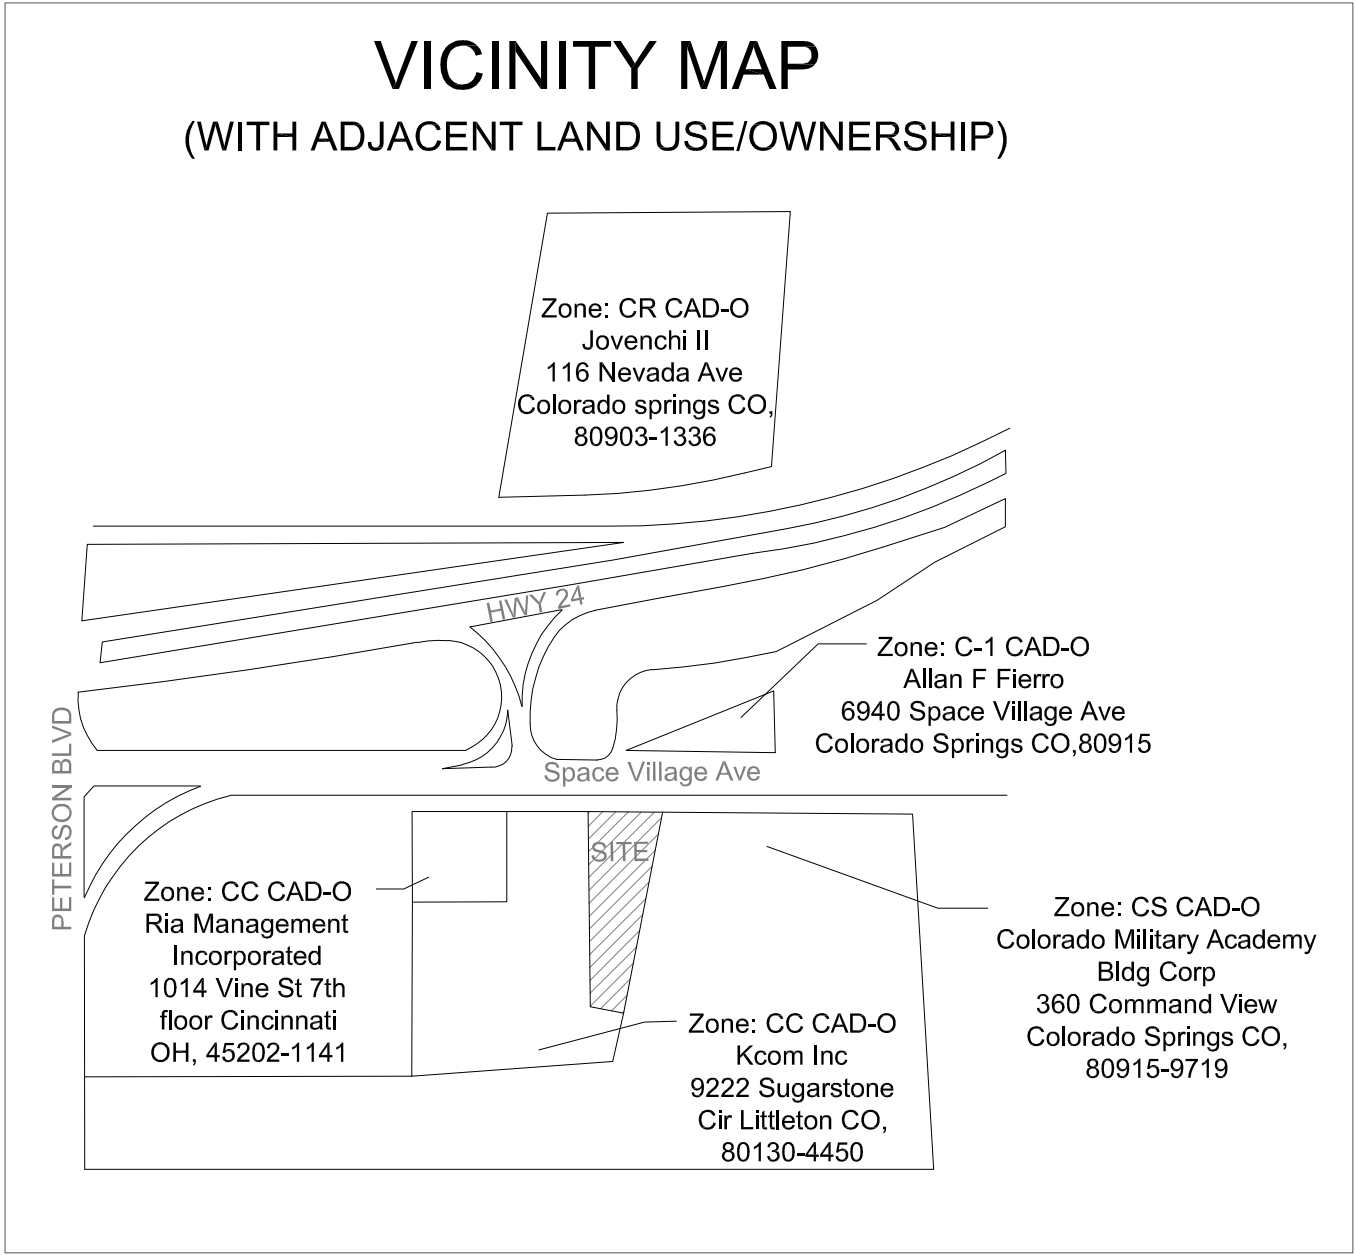 VICINITY MAP
(WITH ADJACENT LAND USE/OWNERSHIP)
Zone: CR CAD-O
Jovenchi II
116 Nevada Ave
Colorado springs CO,
80903-1336
HWY 24
Zone: C-1 CAD-O
Allan F Fierro
6940 Space Village Ave
Colorado Springs CO,80915
PETERSON BLVD
Space Village Ave
SITE
Zone: CC CAD-O
Ria Management
Incorporated
1014 Vine St 7th
floor Cincinnati
OH, 45202-1141
Zone: CC CAD-O
Kcom Inc
9222 Sugarstone
Cir Littleton CO,
80130-4450
Zone: CS CAD-O
Colorado Military Academy
Bldg Corp
360 Command View
Colorado Springs CO,
80915-9719